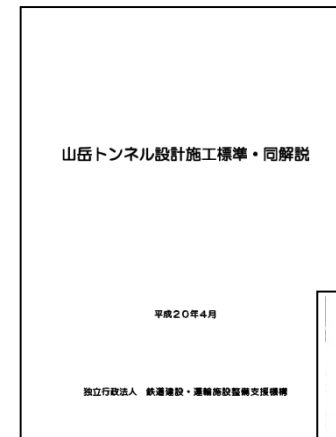 山岳トンネル設計施工標準・同解説
平成20年4月
独立行政法人　鉄道建設・運輸施設整備支援機構